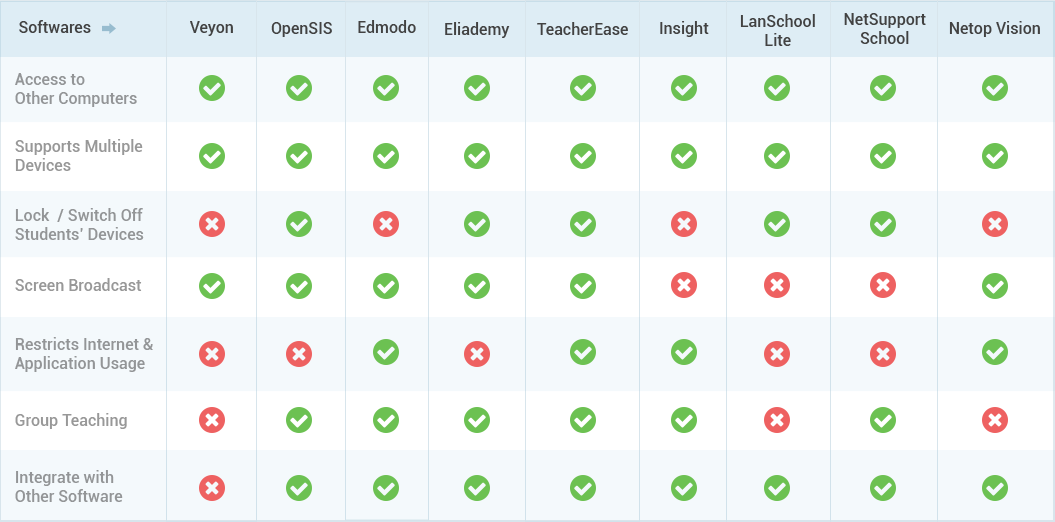 Softwares
Veyon
OpenSIS
Edmodo
Eliademy
TeacherEase
Insight
LanSchool
Lite
NetSupport
School
Netop Vision
Access to
Other Computers
Supports Multiple
Devices
Lock / Switch Off
Students' Devices
Screen Broadcast
Restricts Internet &
Application Usage
Group Teaching
Integrate with
Other Software